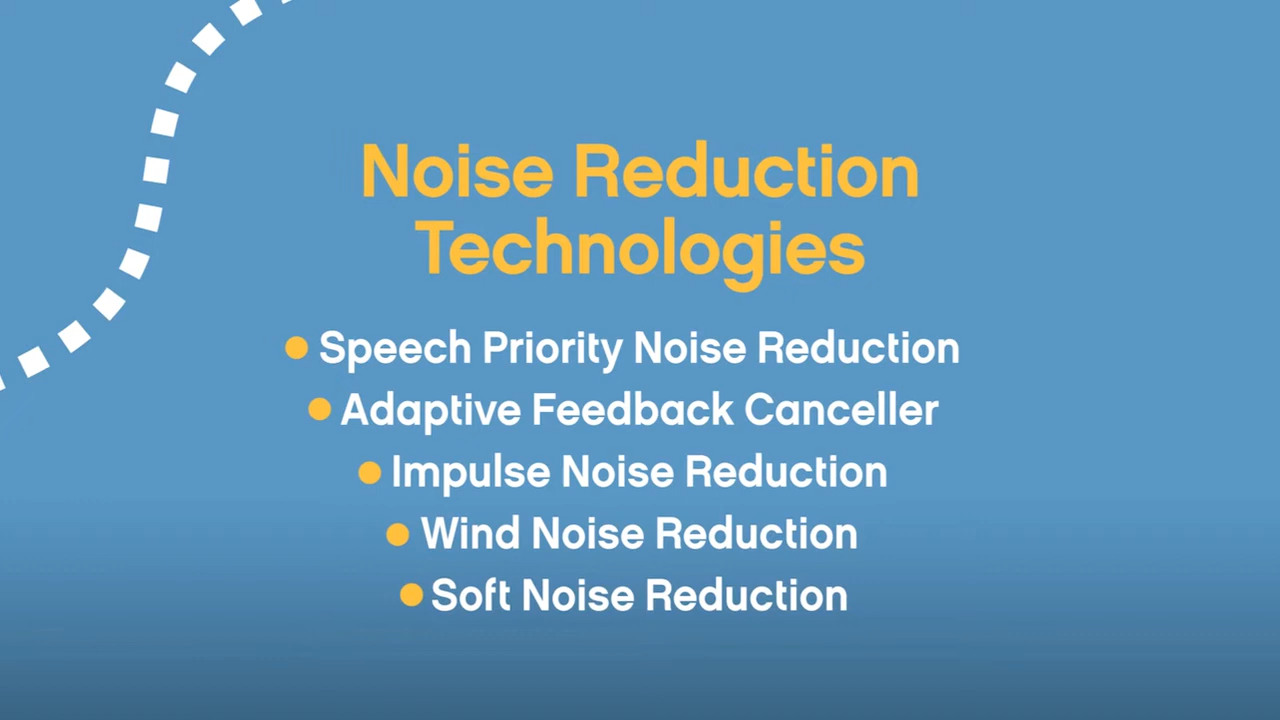 Noise Reduction
Technologies
Speech Priority Noise Reduction
Adaptive Feedback Canceller
Impulse Noise Reduction
Wind Noise Reduction
Soft Noise Reduction